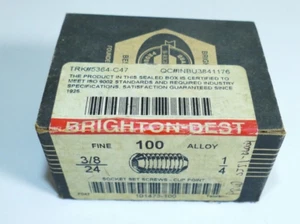 TRK#5364-C47 QC#INBU3841176
THE PRODUCT IN THIS SEALED BOX IS CERTIFIED TO
MEET ISO 9002 STANDARDS AND REQUIRED INDUSTRY
SPECIFICATIONS. SATISFACTION GUARANTEED SINCE
1925.
BRIGHTON-BEST
FINE 100 ALLOY
3/8 1
24 4
SOCKET SET SCREWS - CUP POINT